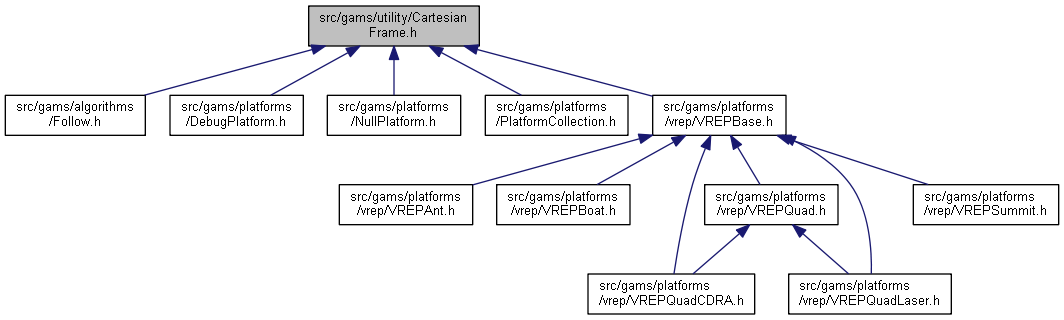 src/gams/utility/Cartesian
Frame.h
src/gams/algorithms
/Follow.h
src/gams/platforms
/DebugPlatform.h
src/gams/platforms
/NullPlatform.h
src/gams/platforms
/PlatformCollection.h
src/gams/platforms
/vrep/VREPBase.h
src/gams/platforms
/vrep/VREPAnt.h
src/gams/platforms
/vrep/VREPBoat.h
src/gams/platforms
/vrep/VREPQuad.h
src/gams/platforms
/vrep/VREPSummit.h
src/gams/platforms
/vrep/VREPQuadCDRA.h
src/gams/platforms
/vrep/VREPQuadLaser.h